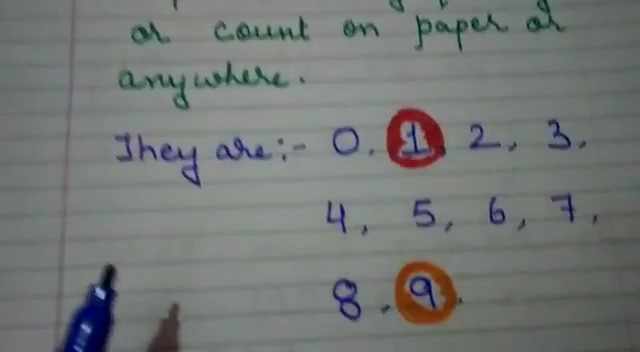 or count on paper or
anywhere.
They are:- 0, 1, 2, 3,
4, 5, 6, 7,
8, 9.